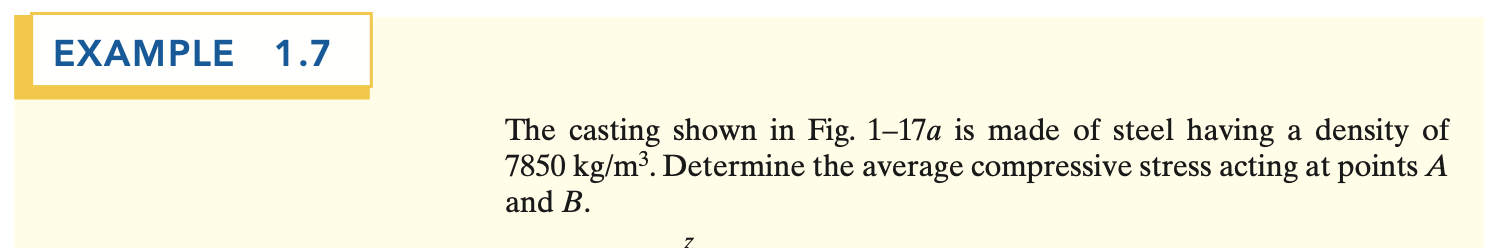 EXAMPLE 1.7
The casting shown in Fig. 1–17a is made of steel having a density of
7850 kg/m³. Determine the average compressive stress acting at points A
and B.
z